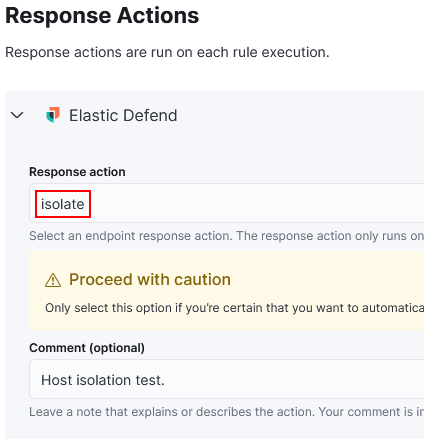 Response Actions
Response actions are run on each rule execution.
Elastic Defend
Response action
isolate
Select an endpoint response action. The response action only runs on
Proceed with caution
Only select this option if you’re certain that you want to automatica
Comment (optional)
Host isolation test.
Leave a note that explains or describes the action. Your comment is in